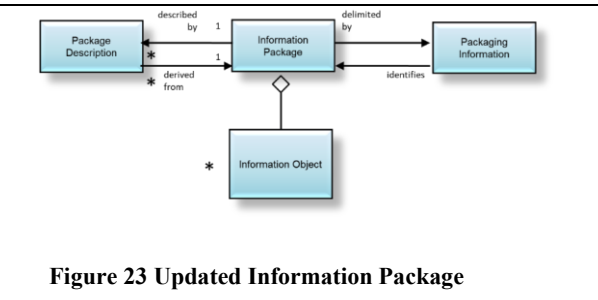 described
by
1
delimited
by
Package
Description
Information
Package
Packaging
Information
*
1
*
derived
from
identifies
*
Information Object
Figure 23 Updated Information Package